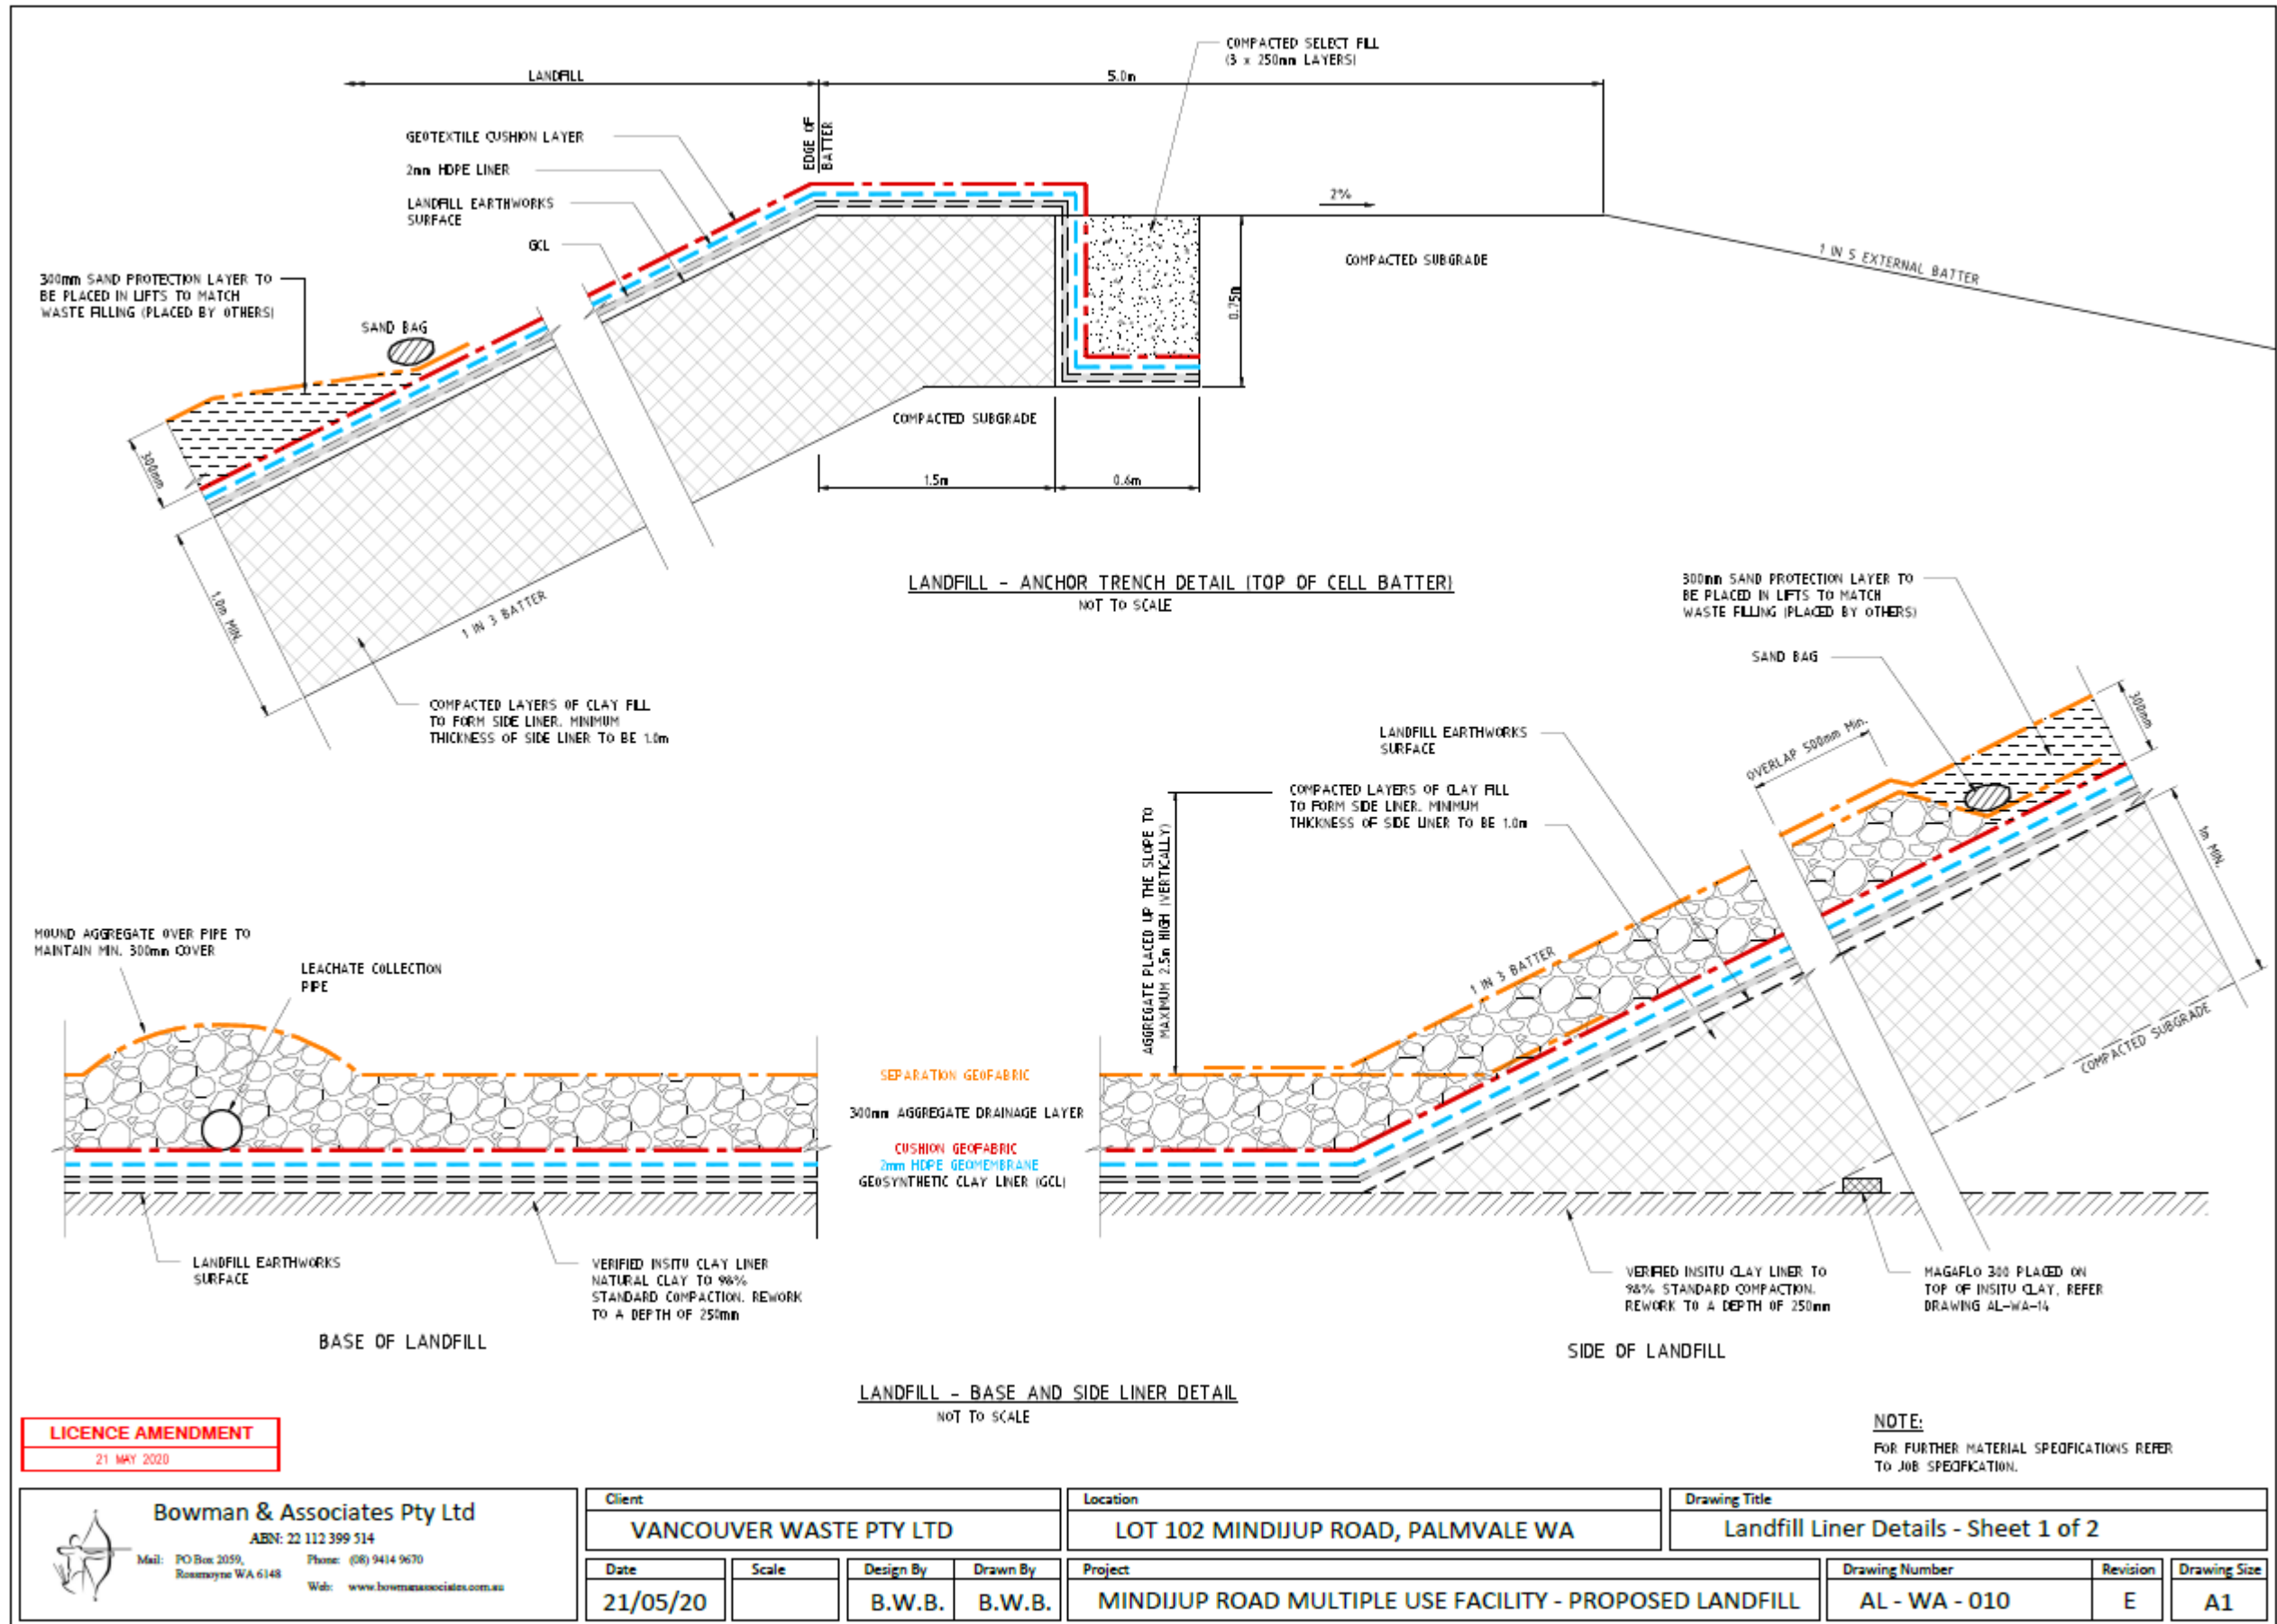 COMPACTED SELECT FILL
(3 x 250mm LAYERS)
LANDFILL
5.0m
EDGE OF
BATTER
GEOTEXTILE CUSHION LAYER
2mm HDPE LINER
LANDFILL EARTHWORKS
SURFACE
GCL
2%
COMPACTED SUBGRADE
1 IN 5 EXTERNAL BATTER
300mm SAND PROTECTION LAYER TO
BE PLACED IN LIFTS TO MATCH
WASTE FILLING (PLACED BY OTHERS)
SAND BAG
0.75m
COMPACTED SUBGRADE
300mm
1.5m
0.6m
1.0m MIN.
1 IN 3 BATTER
LANDFILL - ANCHOR TRENCH DETAIL (TOP OF CELL BATTER)
NOT TO SCALE
COMPACTED LAYERS OF CLAY FILL
TO FORM SIDE LINER. MINIMUM
THICKNESS OF SIDE LINER TO BE 1.0m
300mm SAND PROTECTION LAYER TO
BE PLACED IN LIFTS TO MATCH
WASTE FILLING (PLACED BY OTHERS)
SAND BAG
LANDFILL EARTHWORKS
SURFACE
OVERLAP 500mm Min.
300mm
COMPACTED LAYERS OF CLAY FILL
TO FORM SIDE LINER. MINIMUM
THICKNESS OF SIDE LINER TO BE 1.0m
AGGREGATE PLACED UP THE SLOPE TO
MAXIMUM 2.5m HIGH (VERTICALLY)
1m MIN.
1 IN 3 BATTER
COMPACTED SUBGRADE
MOUND AGGREGATE OVER PIPE TO
MAINTAIN MIN. 300mm COVER
LEACHATE COLLECTION
PIPE
SEPARATION GEOFABRIC
300mm AGGREGATE DRAINAGE LAYER
CUSHION GEOFABRIC
2mm HDPE GEOMEMBRANE
GEOSYNTHETIC CLAY LINER (GCL)
LANDFILL EARTHWORKS
SURFACE
VERIFIED INSITU CLAY LINER
NATURAL CLAY TO 98%
STANDARD COMPACTION. REWORK
TO A DEPTH OF 250mm
VERIFIED INSITU CLAY LINER TO
98% STANDARD COMPACTION.
REWORK TO A DEPTH OF 250mm
MAGAFLO 300 PLACED ON
TOP OF INSITU CLAY, REFER
DRAWING AL-WA-14
BASE OF LANDFILL
SIDE OF LANDFILL
LANDFILL - BASE AND SIDE LINER DETAIL
NOT TO SCALE
LICENCE AMENDMENT
21 MAY 2020
NOTE:
FOR FURTHER MATERIAL SPECIFICATIONS REFER
TO JOB SPECIFICATION.
Bowman & Associates Pty Ltd
ABN: 22 112 399 514
Mail: PO Box 2059,
Rossmoyne WA 6148
Phone: (08) 9414 9670
Web: www.bowmanassociates.com.au
Client
VANCOUVER WASTE PTY LTD
Location
LOT 102 MINDIJUP ROAD, PALMVALE WA
Drawing Title
Landfill Liner Details - Sheet 1 of 2
Date
21/05/20
Scale
Design By
B.W.B.
Drawn By
B.W.B.
Project
MINDIJUP ROAD MULTIPLE USE FACILITY - PROPOSED LANDFILL
Drawing Number
AL - WA - 010
Revision
E
Drawing Size
A1